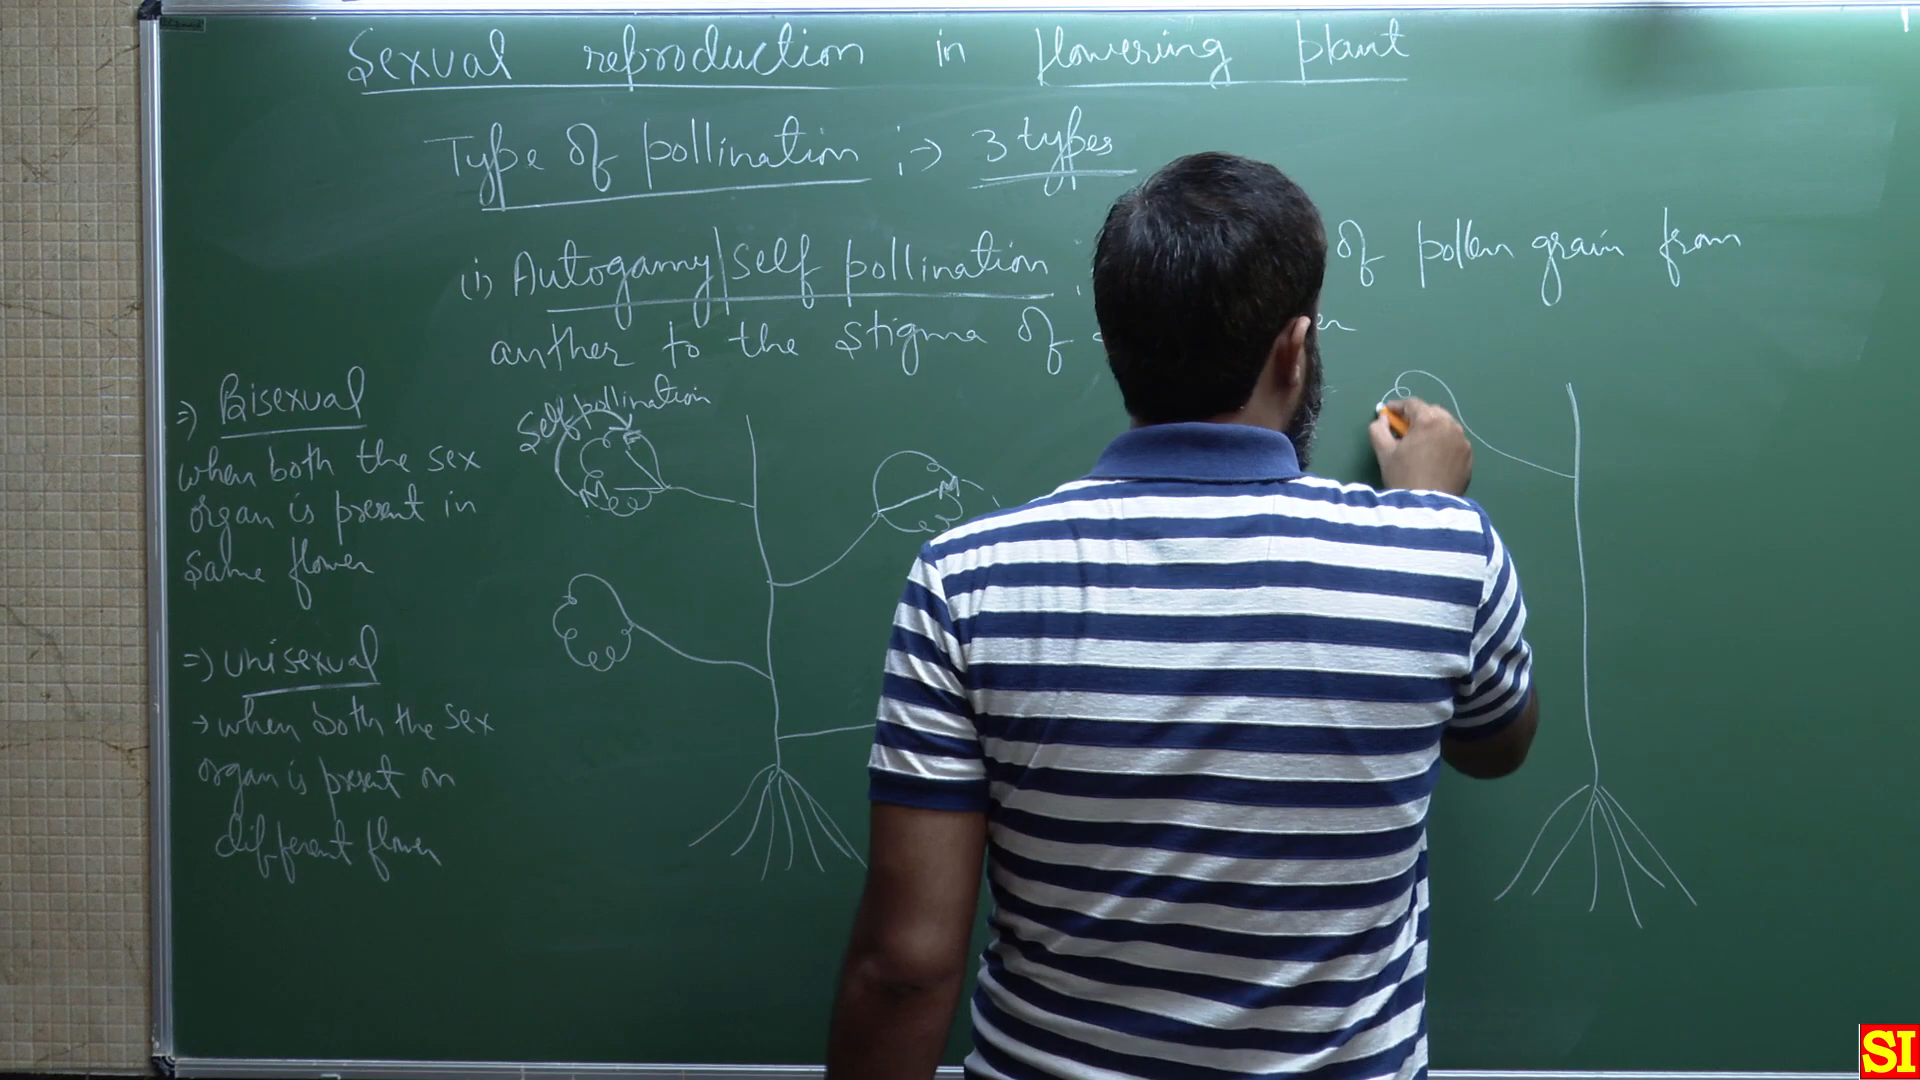 Sexual reproduction in flowering plant
Type of pollination :→ 3 types
(i) Autogamy|Self pollination : of pollen grain from
anther to the stigma of
Self pollination
⇒ Bisexual
when both the sex
organ is present in
same flower
⇒ unisexual
→ when both the sex
organ is present on
different flower
SI